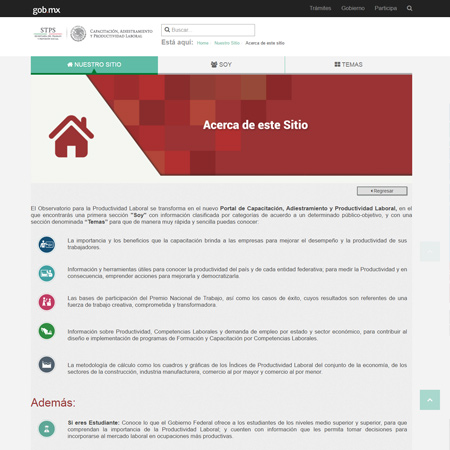 gob mx
Trámites Gobierno Participa
STPS
CAPACITACIÓN, ADIESTRAMIENTO
Y PRODUCTIVIDAD LABORAL
Buscar...
Está aquí: Home Nuestro Sitio Acerca de este sitio
NUESTRO SITIO SOY TEMAS
Acerca de este Sitio
Regresar
El Observatorio para la Productividad Laboral se transforma en el nuevo Portal de Capacitación, Adiestramiento y Productividad Laboral, en el
que encontrarás una primera sección "Soy" con información clasificada por categorías de acuerdo a un determinado público-objetivo, y con una
sección denominada "Temas" para que de manera muy rápida y sencilla puedas conocer:
La importancia y los beneficios que la capacitación brinda a las empresas para mejorar el desempeño y la productividad de sus
trabajadores.
Información y herramientas útiles para conocer la productividad del país y de cada entidad federativa; para medir la Productividad y en
consecuencia, emprender acciones para mejorarla y democratizarla.
Las bases de participación del Premio Nacional de Trabajo, así como los casos de éxito, cuyos resultados son referentes de una
fuerza de trabajo creativa, comprometida y transformadora.
Información sobre Productividad, Competencias Laborales y demanda de empleo por estado y sector económico, para contribuir al
diseño e implementación de programas de Formación y Capacitación por Competencias Laborales.
La metodología de cálculo como los cuadros y gráficas de los Índices de Productividad Laboral del conjunto de la economía, de los
sectores de la construcción, industria manufacturera, comercio al por mayor y comercio al por menor.
Además:
Si eres Estudiante: Conoce lo que el Gobierno Federal ofrece a los estudiantes de los niveles medio superior y superior, para que
comprendan la importancia de la Productividad Laboral; y cuenten con información que les permita tomar decisiones para
incorporarse al mercado laboral en ocupaciones más productivas.